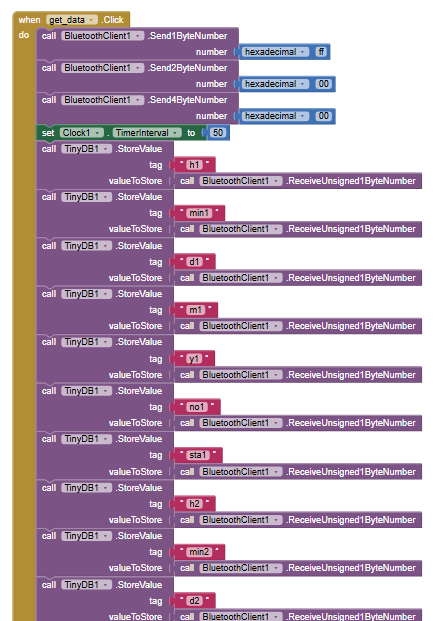 when get_data .Click
do call BluetoothClient1 .Send1ByteNumber
number hexadecimal ff
call BluetoothClient1 .Send2ByteNumber
number hexadecimal 00
call BluetoothClient1 .Send4ByteNumber
number hexadecimal 00
set Clock1 . TimerInterval to 50
call TinyDB1 .StoreValue
tag " h1 "
valueToStore call BluetoothClient1 .ReceiveUnsigned1ByteNumber
call TinyDB1 .StoreValue
tag " min1 "
valueToStore call BluetoothClient1 .ReceiveUnsigned1ByteNumber
call TinyDB1 .StoreValue
tag " d1 "
valueToStore call BluetoothClient1 .ReceiveUnsigned1ByteNumber
call TinyDB1 .StoreValue
tag " m1 "
valueToStore call BluetoothClient1 .ReceiveUnsigned1ByteNumber
call TinyDB1 .StoreValue
tag " y1 "
valueToStore call BluetoothClient1 .ReceiveUnsigned1ByteNumber
call TinyDB1 .StoreValue
tag " no1 "
valueToStore call BluetoothClient1 .ReceiveUnsigned1ByteNumber
call TinyDB1 .StoreValue
tag " sta1 "
valueToStore call BluetoothClient1 .ReceiveUnsigned1ByteNumber
call TinyDB1 .StoreValue
tag " h2 "
valueToStore call BluetoothClient1 .ReceiveUnsigned1ByteNumber
call TinyDB1 .StoreValue
tag " min2 "
valueToStore call BluetoothClient1 .ReceiveUnsigned1ByteNumber
call TinyDB1 .StoreValue
tag " d2 "
valueToStore call BluetoothClient1 .ReceiveUnsigned1ByteNumber